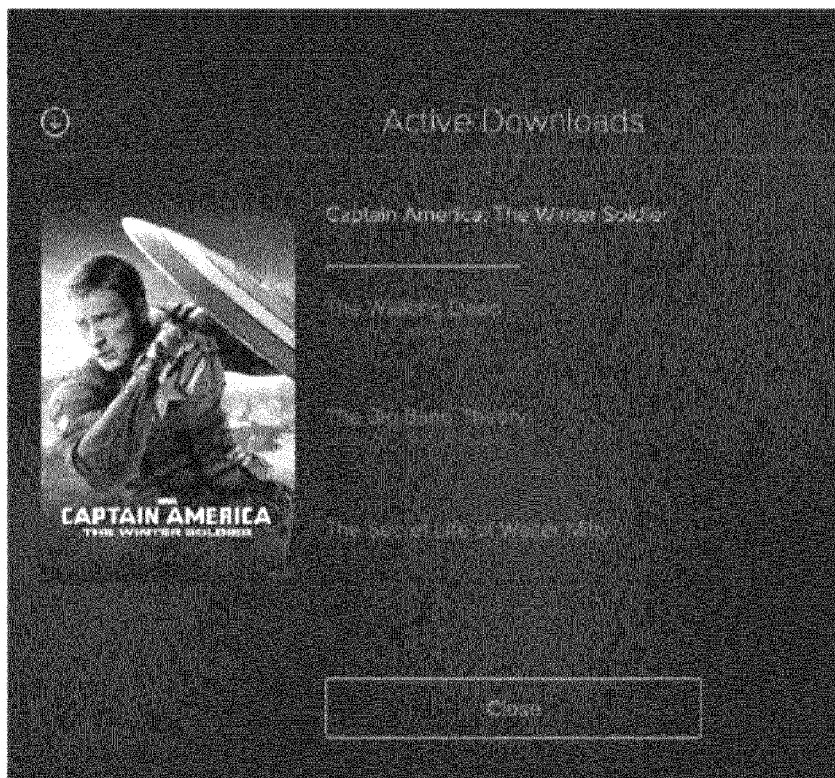 Active Downloads
Captain America: The Winter Soldier
The Walking Dead
The Big Bang Theory
The Life of Walter Mitty
CAPTAIN AMERICA
THE WINTER SOLDIER
Close